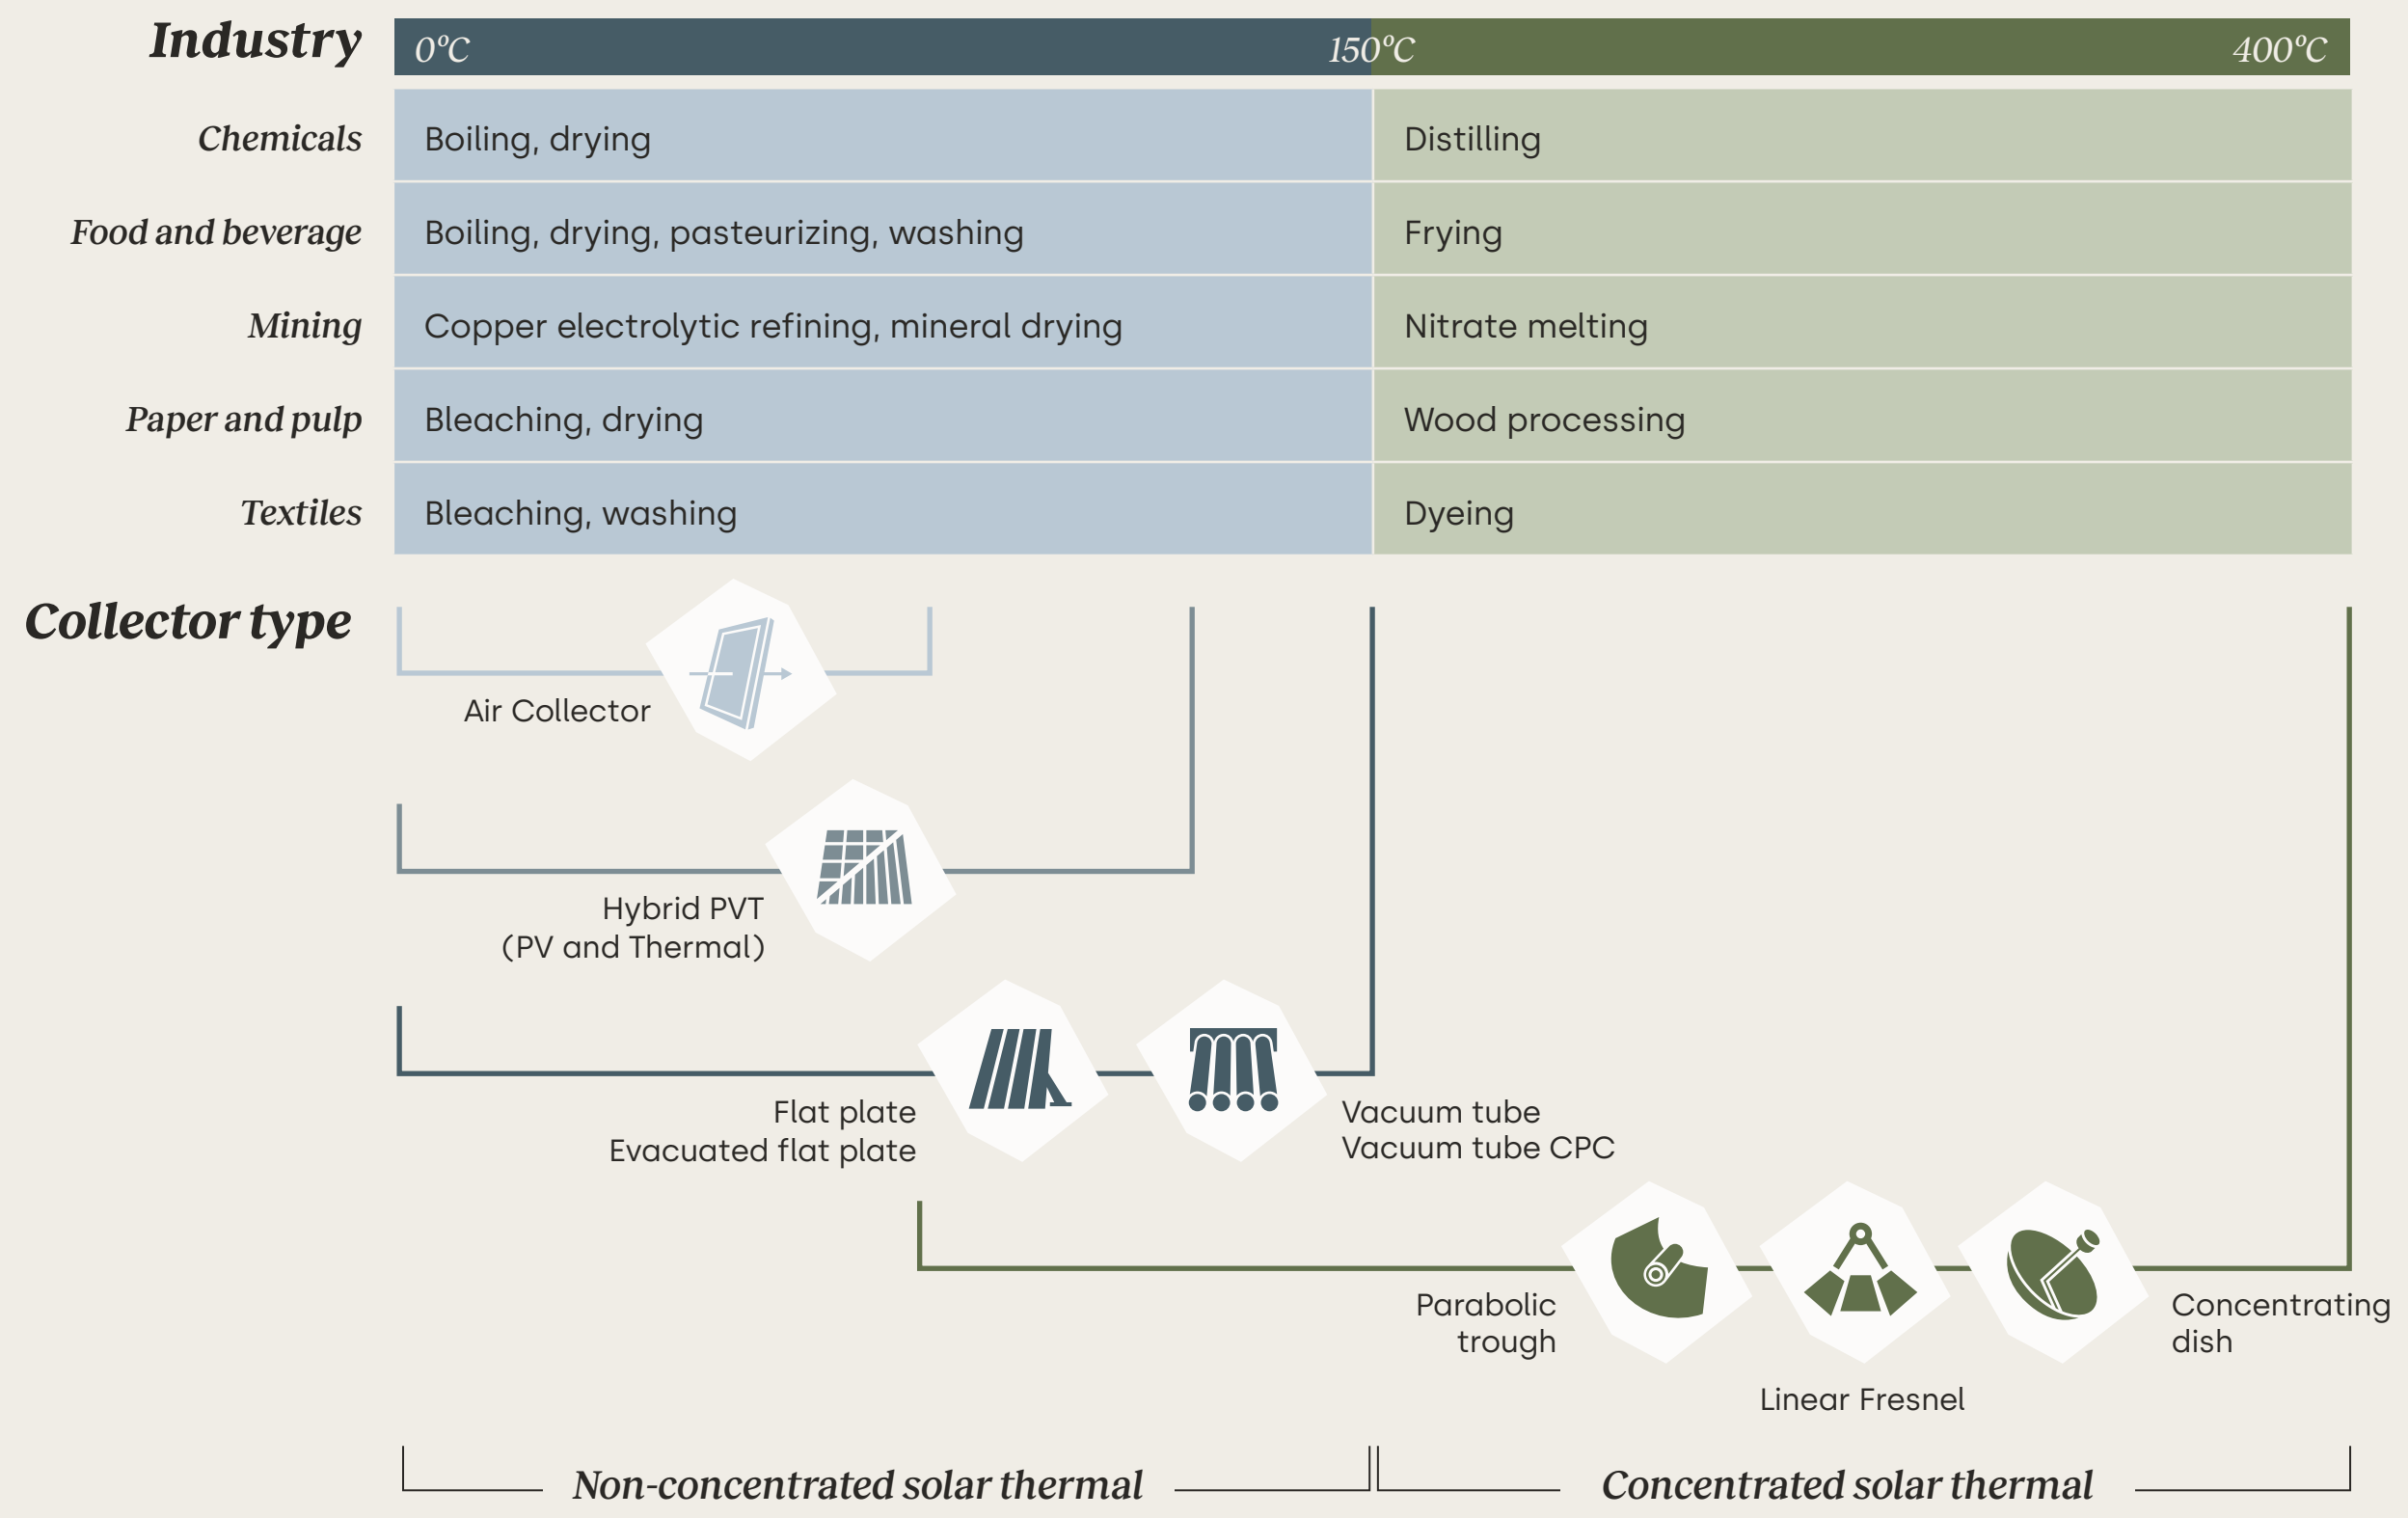 Industry
0°C
150°C
400°C
Chemicals
Boiling, drying
Distilling
Food and beverage
Boiling, drying, pasteurizing, washing
Frying
Mining
Copper electrolytic refining, mineral drying
Nitrate melting
Paper and pulp
Bleaching, drying
Wood processing
Textiles
Bleaching, washing
Dyeing
Collector type
Air Collector
Hybrid PVT
(PV and Thermal)
Flat plate
Evacuated flat plate
Vacuum tube
Vacuum tube CPC
Parabolic
trough
Linear Fresnel
Concentrating
dish
Non-concentrated solar thermal
Concentrated solar thermal